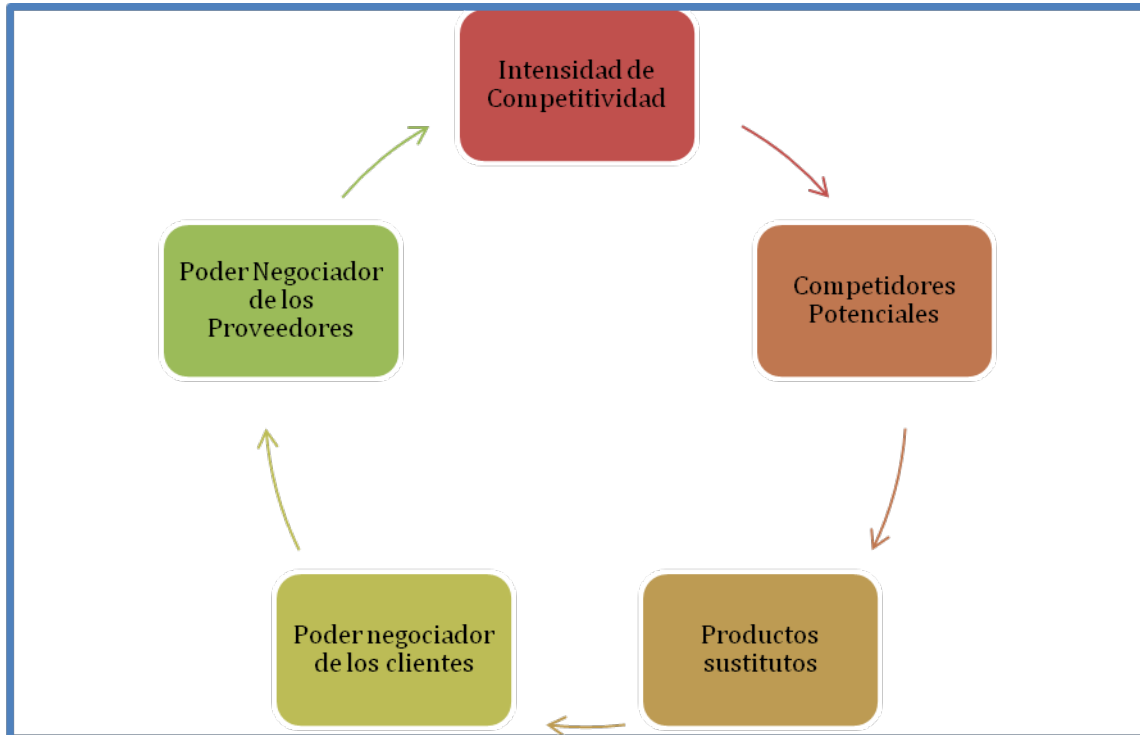 Intensidad de
Competitividad
Competidores
Potenciales
Productos
sustitutos
Poder negociador
de los clientes
Poder Negociador
de los
Proveedores